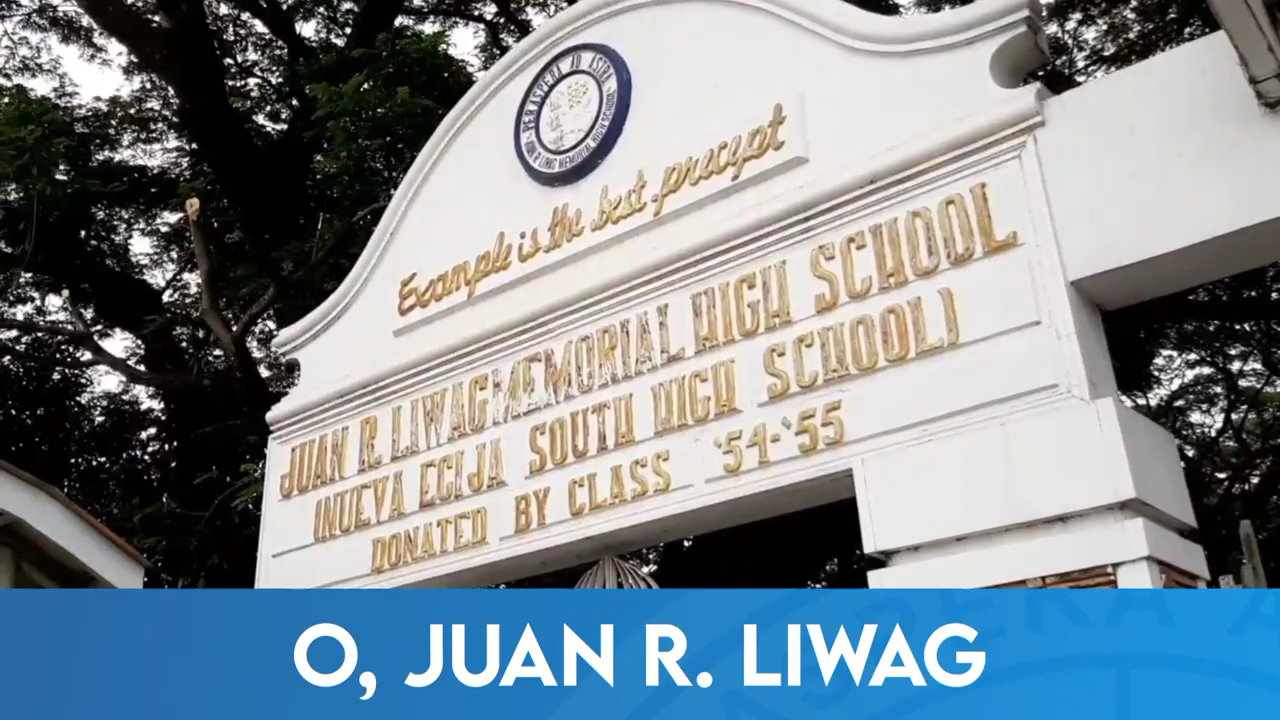 PER ASPERA AD ASTRA
JUAN R. LIWAG MEMORIAL HIGH SCHOOL
Example is the best precept
JUAN R. LIWAG MEMORIAL HIGH SCHOOL
(NUEVA ECIJA SOUTH HIGH SCHOOL)
DONATED BY CLASS '54-'55
O, JUAN R. LIWAG
ASPERA A